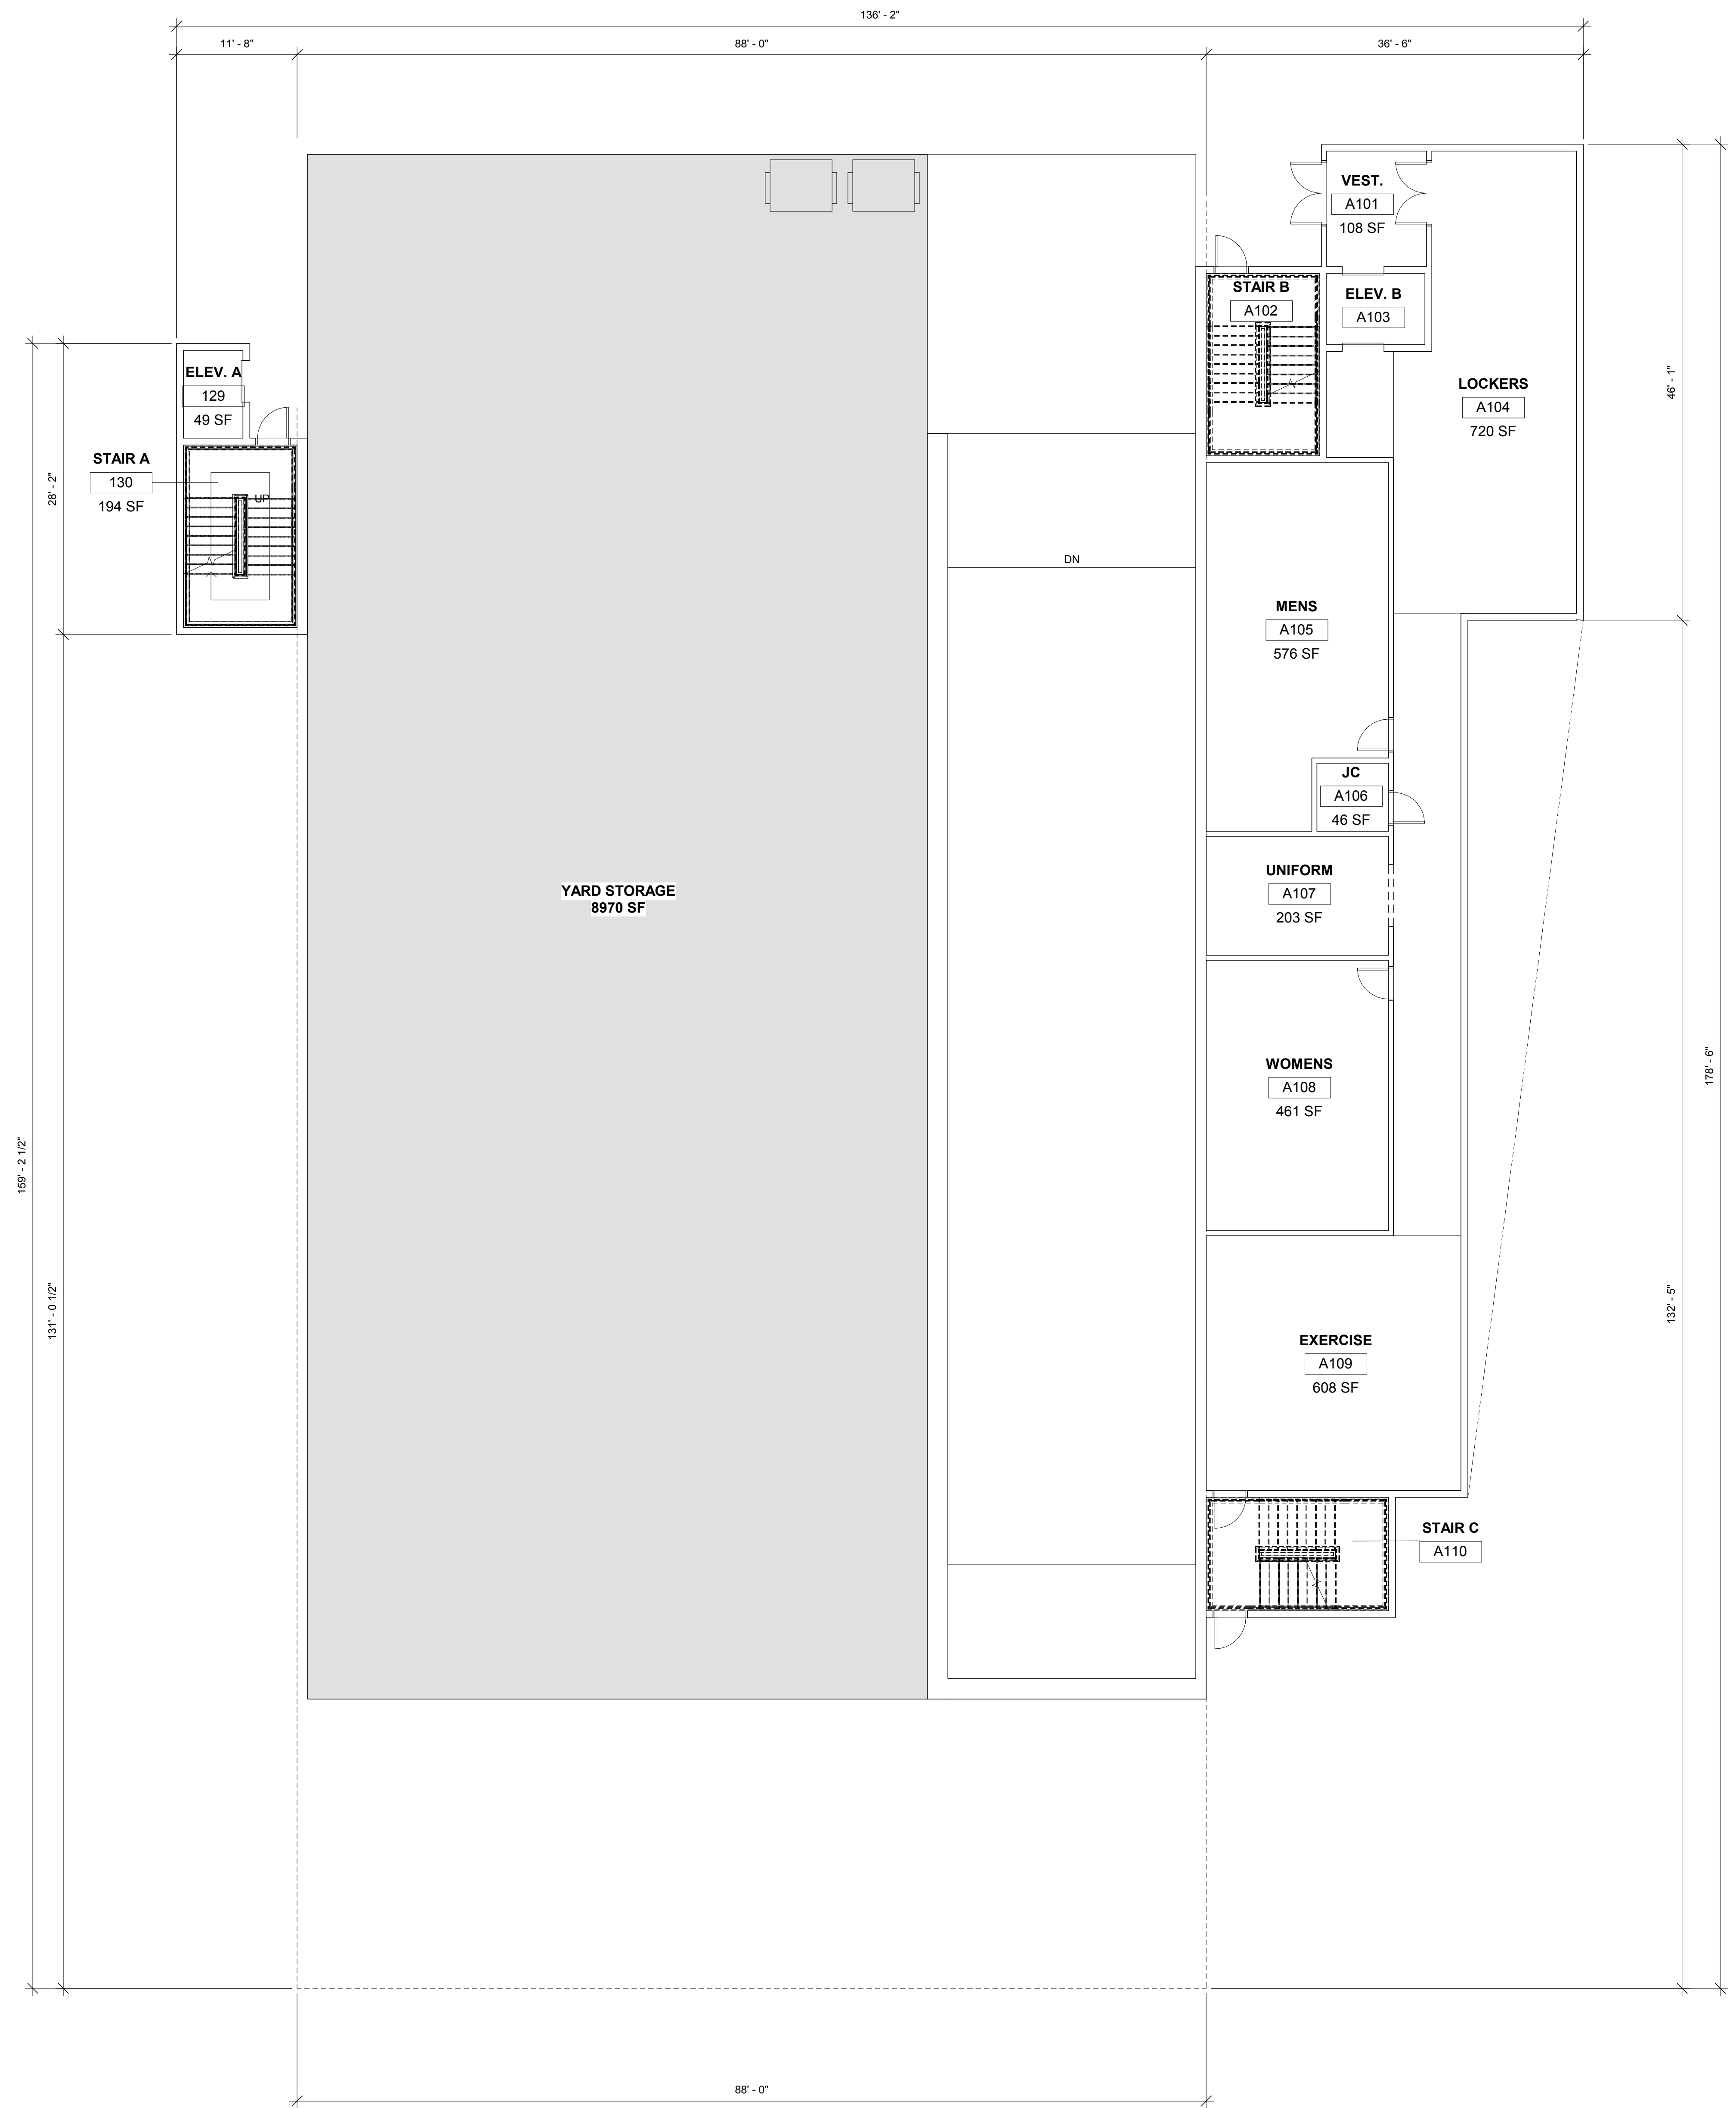 136' - 2"
11' - 8"
88' - 0"
36' - 6"
VEST.
A101
108 SF
STAIR B
A102
ELEV. B
A103
ELEV. A
129
49 SF
LOCKERS
A104
720 SF
46' - 1"
STAIR A
130
194 SF
28' - 2"
UP
DN
MENS
A105
576 SF
JC
A106
46 SF
UNIFORM
A107
203 SF
YARD STORAGE
8970 SF
WOMENS
A108
461 SF
178' - 6"
159' - 2 1/2"
131' - 0 1/2"
132' - 5"
EXERCISE
A109
608 SF
STAIR C
A110
88' - 0"